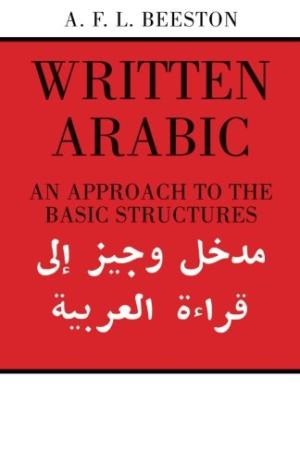 A. F. L. BEESTON
WRITTEN
ARABIC
AN APPROACH TO THE
BASIC STRUCTURES
مدخل وجيز إلى
قراءة العربية